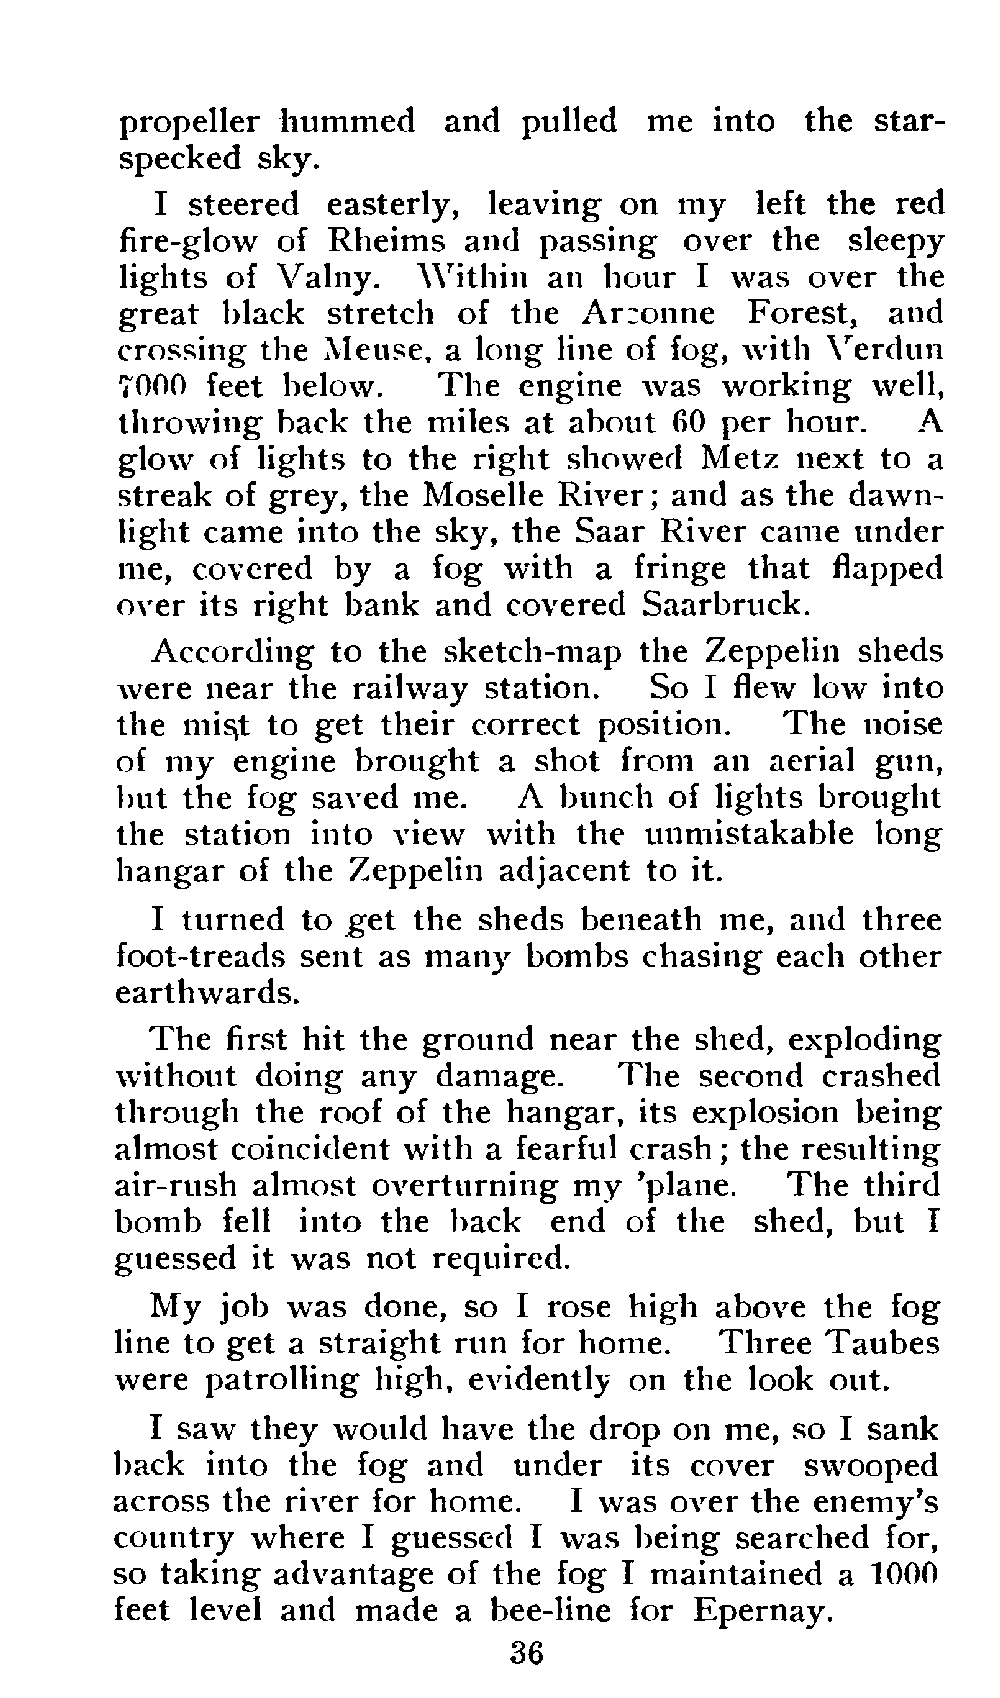 propeller hummed and pulled me into the star-
specked sky.
I steered easterly, leaving on my left the red
fire-glow of Rheims and passing over the sleepy
lights of Valny. Within an hour I was over the
great black stretch of the Argonne Forest, and
crossing the Meuse, a long line of fog, with Verdun
7000 feet below. The engine was working well,
throwing back the miles at about 60 per hour. A
glow of lights to the right showed Metz next to a
streak of grey, the Moselle River; and as the dawn-
light came into the sky, the Saar River came under
me, covered by a fog with a fringe that flapped
over its right bank and covered Saarbruck.
According to the sketch-map the Zeppelin sheds
were near the railway station. So I flew low into
the mist to get their correct position. The noise
of my engine brought a shot from an aerial gun,
but the fog saved me. A bunch of lights brought
the station into view with the unmistakable long
hangar of the Zeppelin adjacent to it.
I turned to get the sheds beneath me, and three
foot-treads sent as many bombs chasing each other
earthwards.
The first hit the ground near the shed, exploding
without doing any damage. The second crashed
through the roof of the hangar, its explosion being
almost coincident with a fearful crash; the resulting
air-rush almost overturning my 'plane. The third
bomb fell into the back end of the shed, but I
guessed it was not required.
My job was done, so I rose high above the fog
line to get a straight run for home. Three Taubes
were patrolling high, evidently on the look out.
I saw they would have the drop on me, so I sank
back into the fog and under its cover swooped
across the river for home. I was over the enemy's
country where I guessed I was being searched for,
so taking advantage of the fog I maintained a 1000
feet level and made a bee-line for Epernay.
36